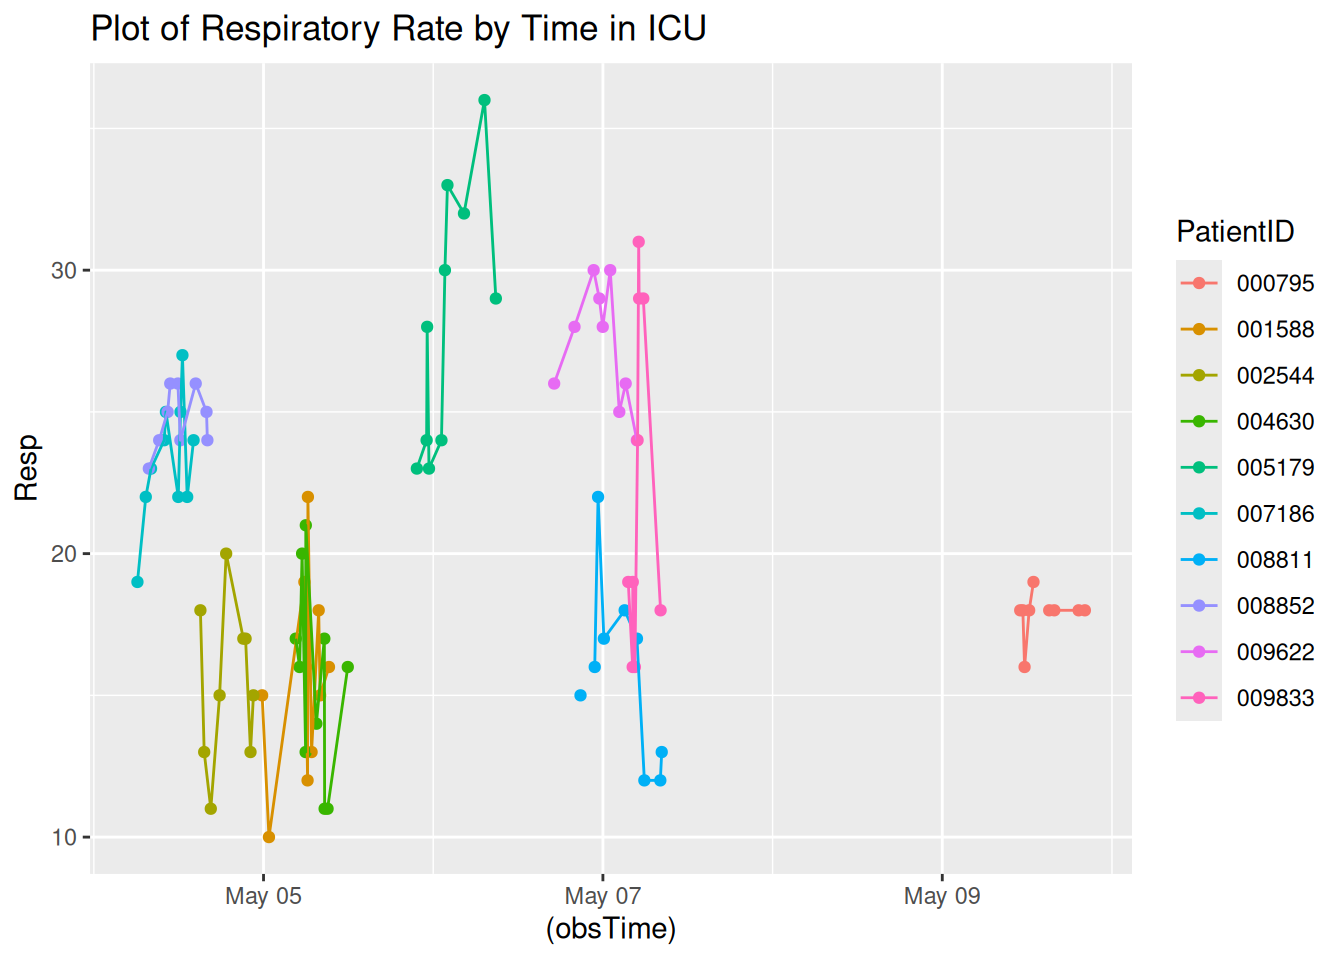 Plot of Respiratory Rate by Time in ICU
Resp
30
20
10
May 05
May 07
May 09
(obsTime)
PatientID
000795
001588
002544
004630
005179
007186
008811
008852
009622
009833